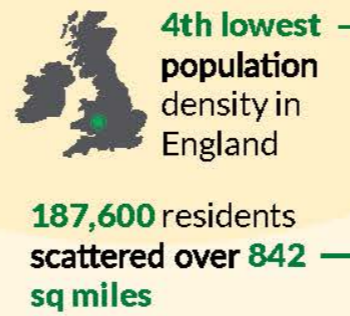 4th lowest
population
density in
England
187,600 residents
scattered over 842
sq miles